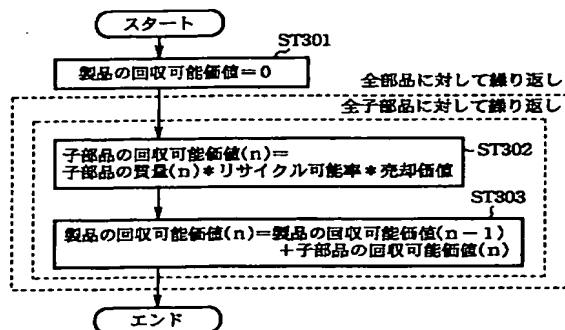 スタート
ST301
製品の回収可能価値=0
全部品に対して繰り返し
全子部品に対して繰り返し
子部品の回収可能価値(n)=
子部品の質量(n)*リサイクル可能率*売却価値
ST302
ST303
製品の回収可能価値(n)=製品の回収可能価値(n-1)
+子部品の回収可能価値(n)
エンド